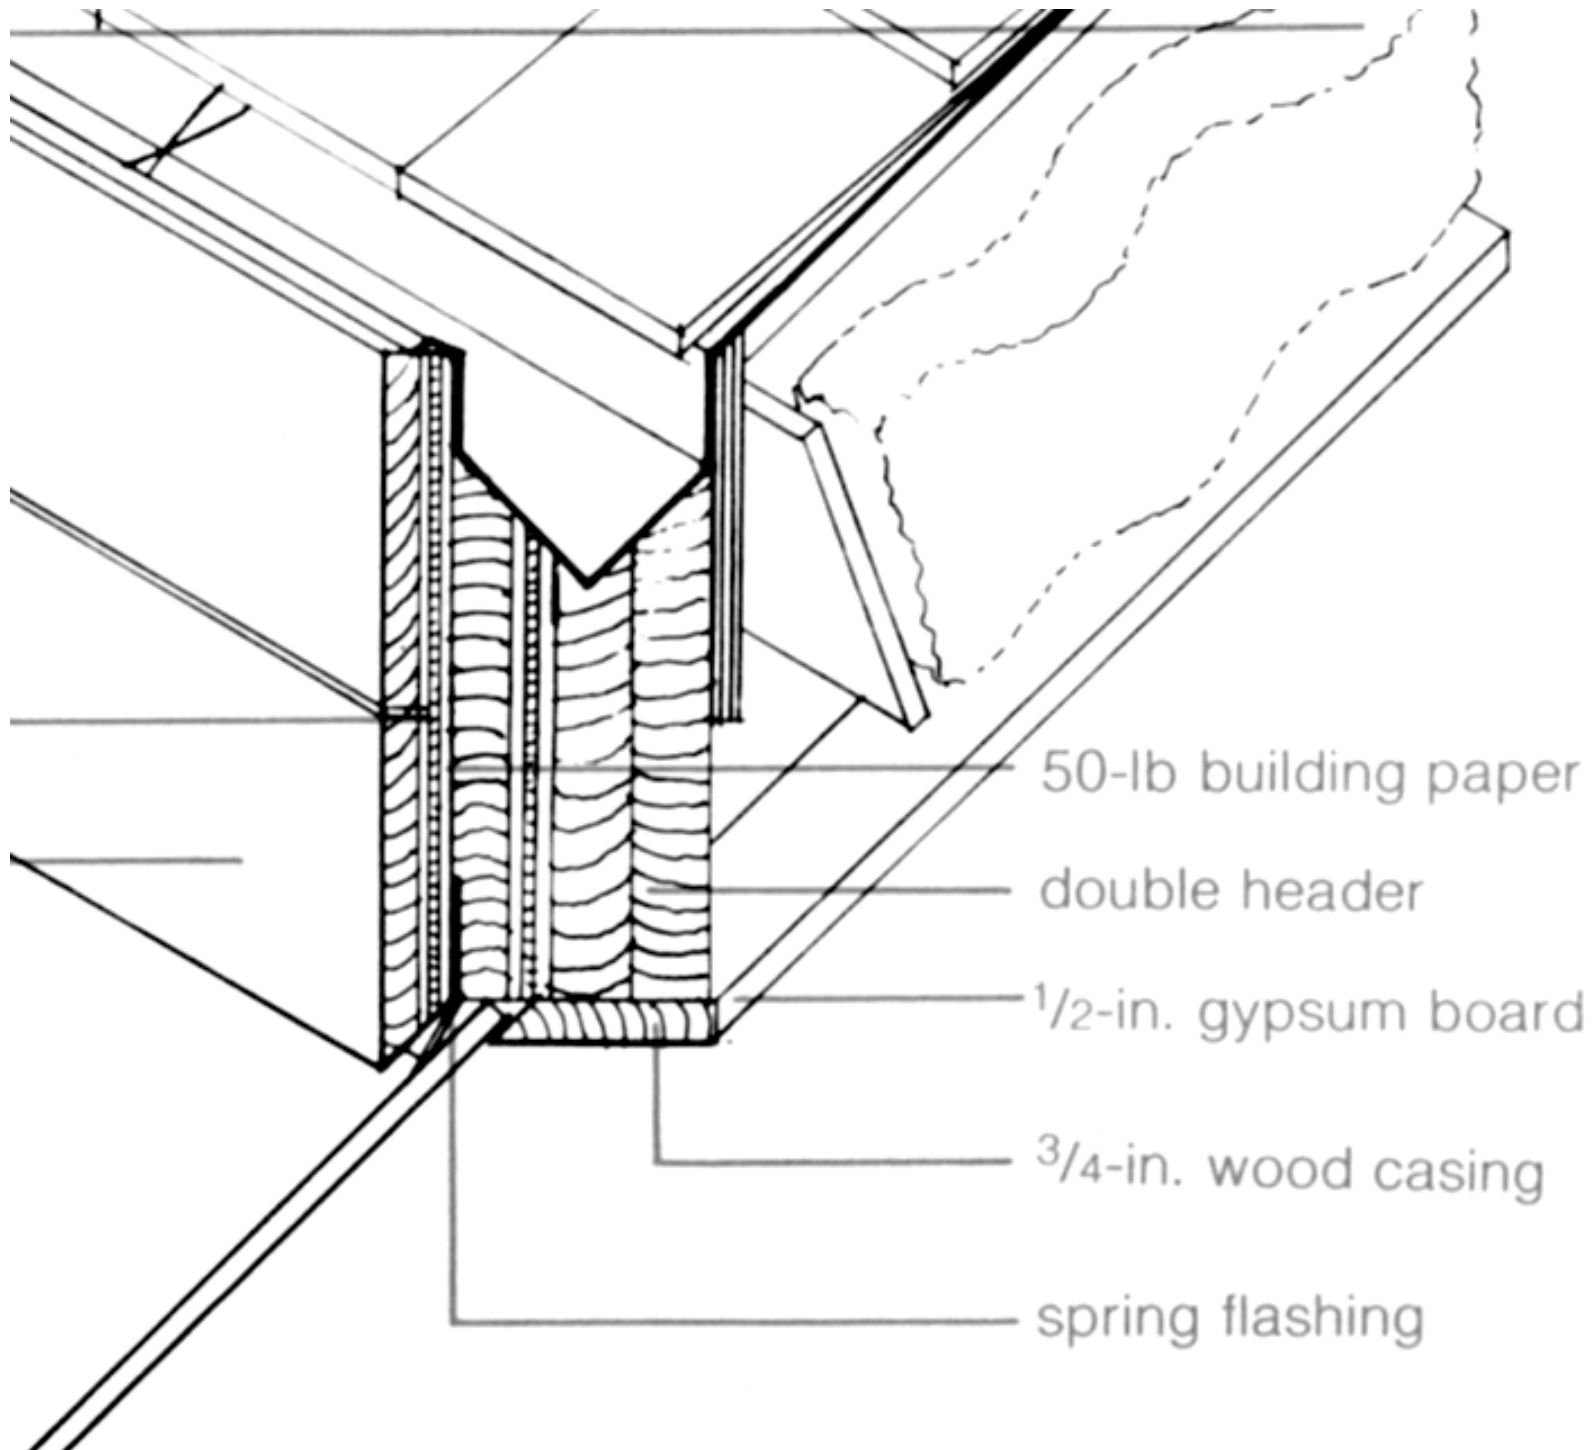 50-lb building paper
double header
1/2-in. gypsum board
3/4-in. wood casing
spring flashing